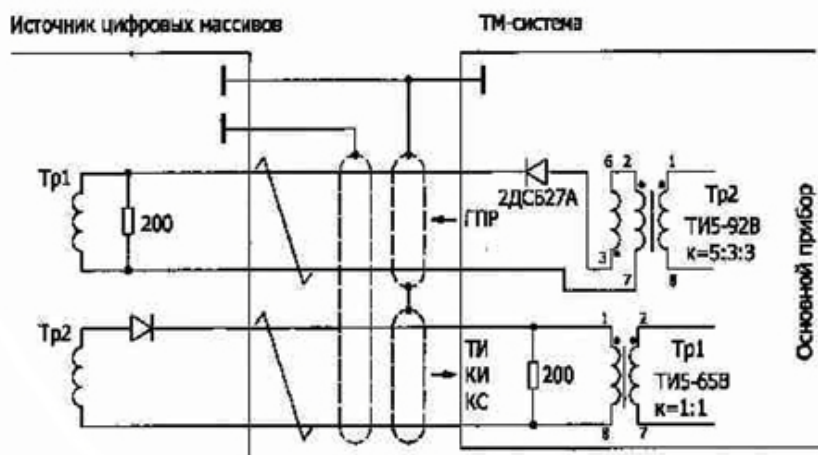 Источник цифровых массивов
ТМ-система
Тр1
200
2ДСБ27А
ГПР
6
2
1
3
7
8
Тр2
ТИ5-92В
к=5:3:3
Основной прибор
Тр2
ТИ
КИ
КС
200
1
2
8
7
Тр1
ТИ5-65В
к=1:1